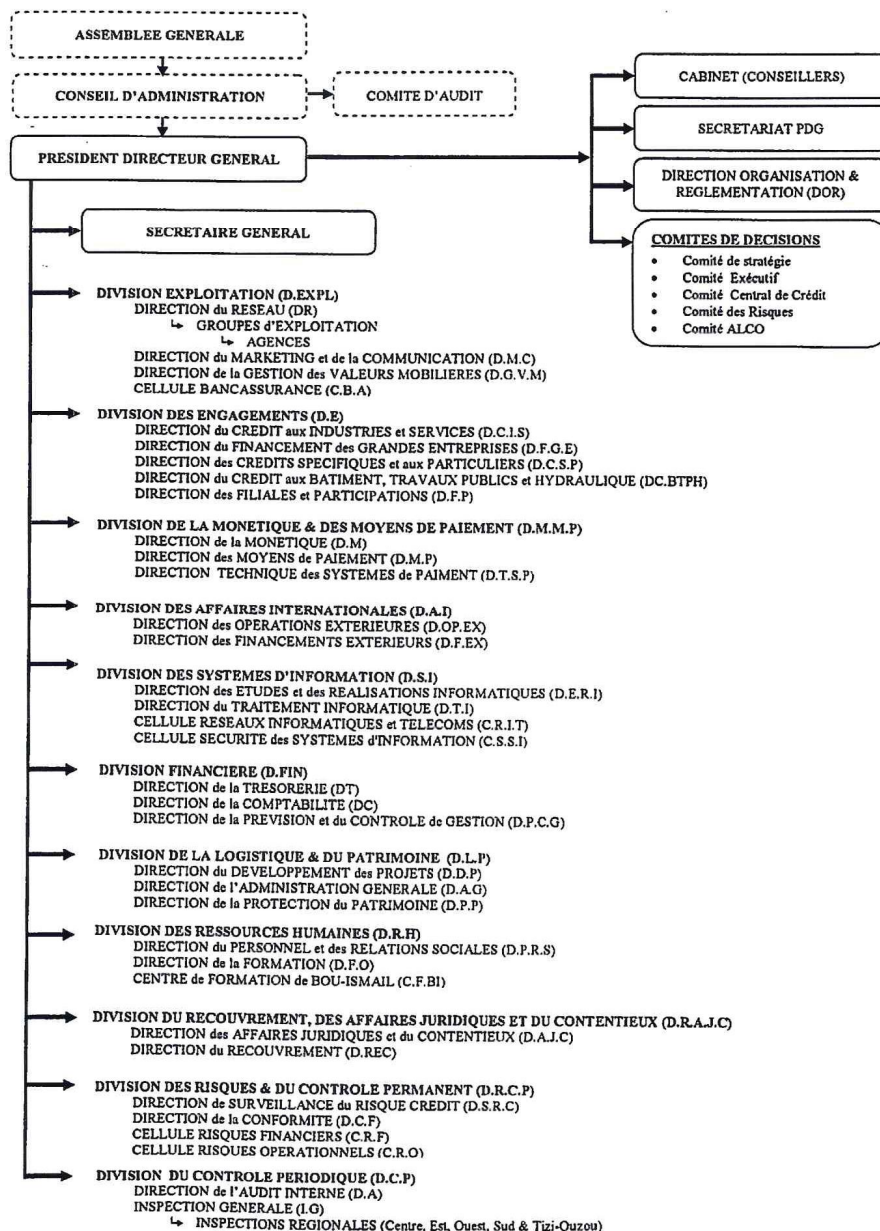 ASSEMBLEE GENERALE
CONSEIL D'ADMINISTRATION
COMITE D'AUDIT
PRESIDENT DIRECTEUR GENERAL
CABINET (CONSEILLERS)
SECRETARIAT PDG
DIRECTION ORGANISATION &
REGLEMENTATION (DOR)
COMITES DE DECISIONS
• Comité de stratégie
• Comité Exécutif
• Comité Central de Crédit
• Comité des Risques
• Comité ALCO
SECRETAIRE GENERAL
DIVISION EXPLOITATION (D.EXPL)
DIRECTION du RESEAU (DR)
↳ GROUPES d'EXPLOITATION
↳ AGENCES
DIRECTION du MARKETING et de la COMMUNICATION (D.M.C)
DIRECTION de la GESTION des VALEURS MOBILIERES (D.G.V.M)
CELLULE BANCASSURANCE (C.B.A)
DIVISION DES ENGAGEMENTS (D.E)
DIRECTION du CREDIT aux INDUSTRIES et SERVICES (D.C.I.S)
DIRECTION du FINANCEMENT des GRANDES ENTREPRISES (D.F.G.E)
DIRECTION des CREDITS SPECIFIQUES et aux PARTICULIERS (D.C.S.P)
DIRECTION du CREDIT aux BATIMENT, TRAVAUX PUBLICS et HYDRAULIQUE (DC.BTPH)
DIRECTION des FILIALES et PARTICIPATIONS (D.F.P)
DIVISION DE LA MONETIQUE & DES MOYENS DE PAIEMENT (D.M.M.P)
DIRECTION de la MONETIQUE (D.M)
DIRECTION des MOYENS de PAIEMENT (D.M.P)
DIRECTION TECHNIQUE des SYSTEMES de PAIMENT (D.T.S.P)
DIVISION DES AFFAIRES INTERNATIONALES (D.A.I)
DIRECTION des OPERATIONS EXTERIEURES (D.OP.EX)
DIRECTION des FINANCEMENTS EXTERIEURS (D.F.EX)
DIVISION DES SYSTEMES D'INFORMATION (D.S.I)
DIRECTION des ETUDES et des REALISATIONS INFORMATIQUES (D.E.R.I)
DIRECTION du TRAITEMENT INFORMATIQUE (D.T.I)
CELLULE RESEAUX INFORMATIQUES et TELECOMS (C.R.I.T)
CELLULE SECURITE des SYSTEMES d'INFORMATION (C.S.S.I)
DIVISION FINANCIERE (D.FIN)
DIRECTION de la TRESORERIE (DT)
DIRECTION de la COMPTABILITE (DC)
DIRECTION de la PREVISION et du CONTROLE de GESTION (D.P.C.G)
DIVISION DE LA LOGISTIQUE & DU PATRIMOINE (D.L.P)
DIRECTION du DEVELOPPEMENT des PROJETS (D.D.P)
DIRECTION de l'ADMINISTRATION GENERALE (D.A.G)
DIRECTION de la PROTECTION du PATRIMOINE (D.P.P)
DIVISION DES RESSOURCES HUMAINES (D.R.H)
DIRECTION du PERSONNEL et des RELATIONS SOCIALES (D.P.R.S)
DIRECTION de la FORMATION (D.F.O)
CENTRE de FORMATION de BOU-ISMAIL (C.F.BI)
DIVISION DU RECOUVREMENT, DES AFFAIRES JURIDIQUES ET DU CONTENTIEUX (D.R.A.J.C)
DIRECTION des AFFAIRES JURIDIQUES et du CONTENTIEUX (D.A.J.C)
DIRECTION du RECOUVREMENT (D.REC)
DIVISION DES RISQUES & DU CONTROLE PERMANENT (D.R.C.P)
DIRECTION de SURVEILLANCE du RISQUE CREDIT (D.S.R.C)
DIRECTION de la CONFORMITE (D.C.F)
CELLULE RISQUES FINANCIERS (C.R.F)
CELLULE RISQUES OPERATIONNELS (C.R.O)
DIVISION DU CONTROLE PERIODIQUE (D.C.P)
DIRECTION de l'AUDIT INTERNE (D.A)
INSPECTION GENERALE (I.G)
↳ INSPECTIONS REGIONALES (Centre, Est, Ouest, Sud & Tizi-Ouzou)